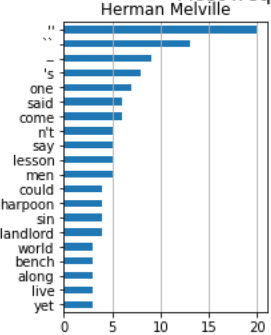 Herman Melville
''
``
--
's
one
said
come
n't
say
lesson
men
could
harpoon
sin
landlord
world
bench
along
live
yet
0 5 10 15 20